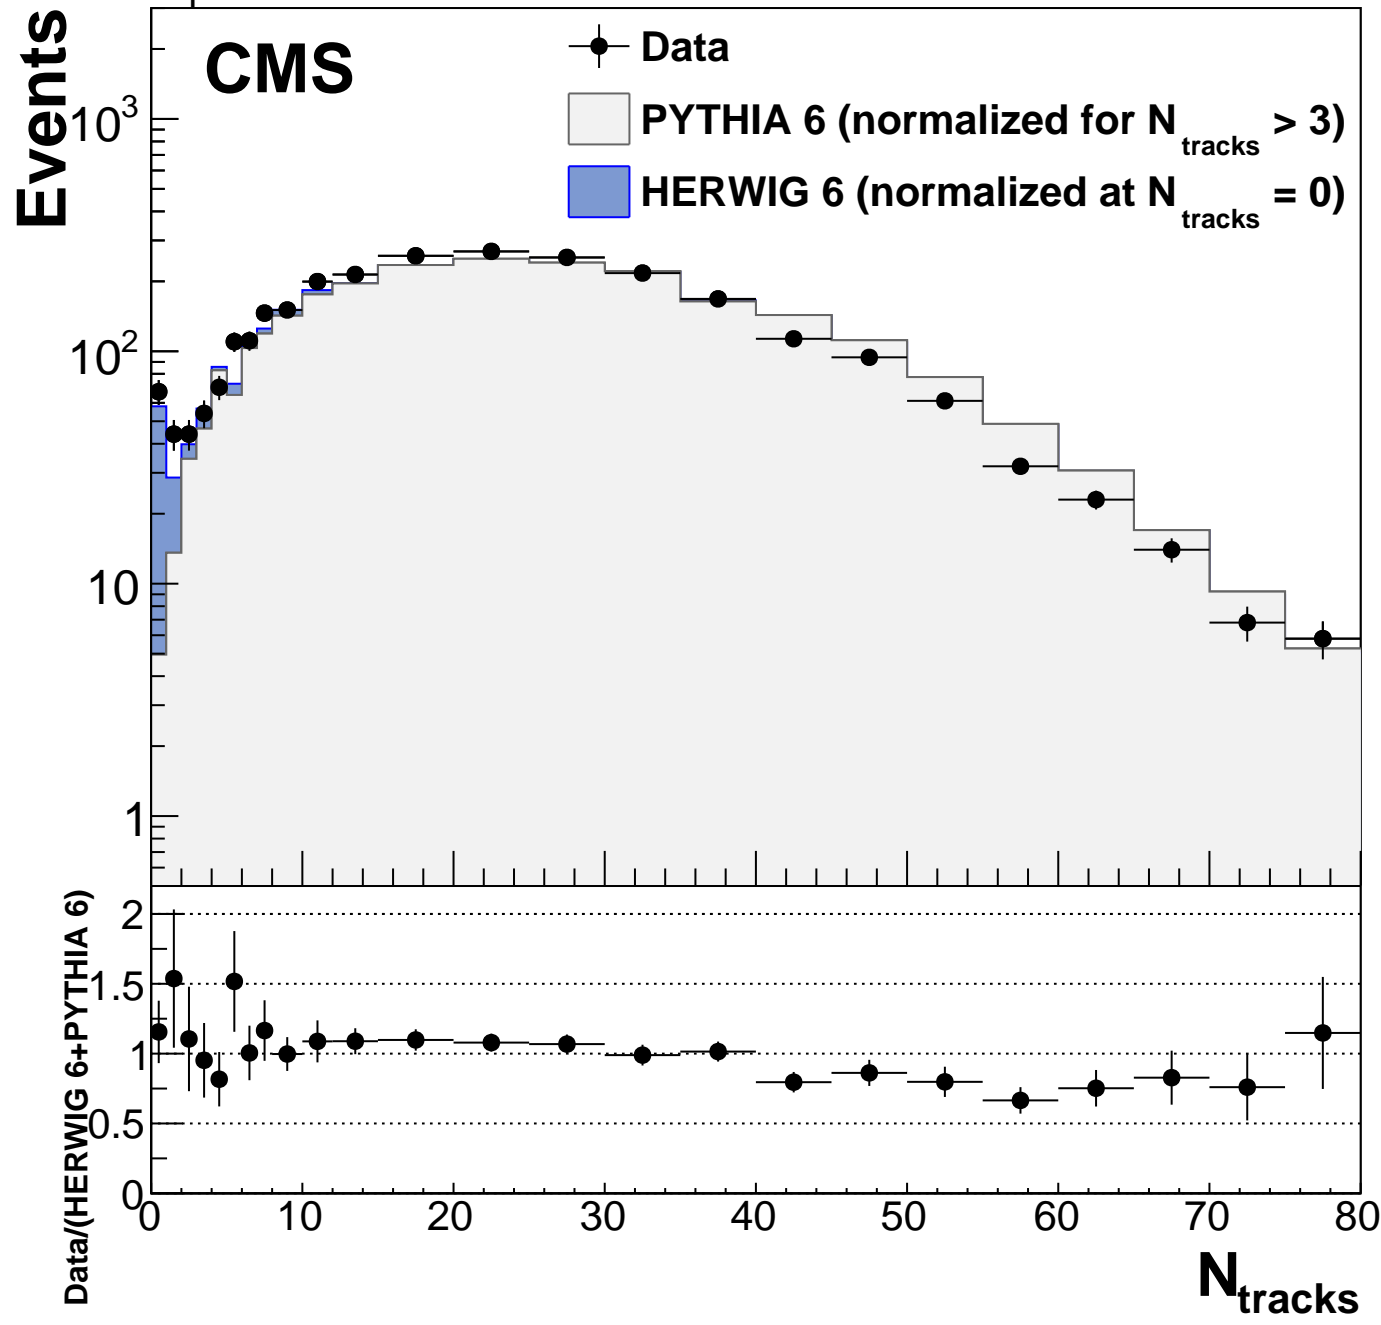 Events
CMS
Data
PYTHIA 6 (normalized for N tracks > 3)
HERWIG 6 (normalized at N tracks = 0)
10³
10²
10
1
Data/(HERWIG 6+PYTHIA 6)
2
1.5
1
0.5
0
0 10 20 30 40 50 60 70 80
Ntracks